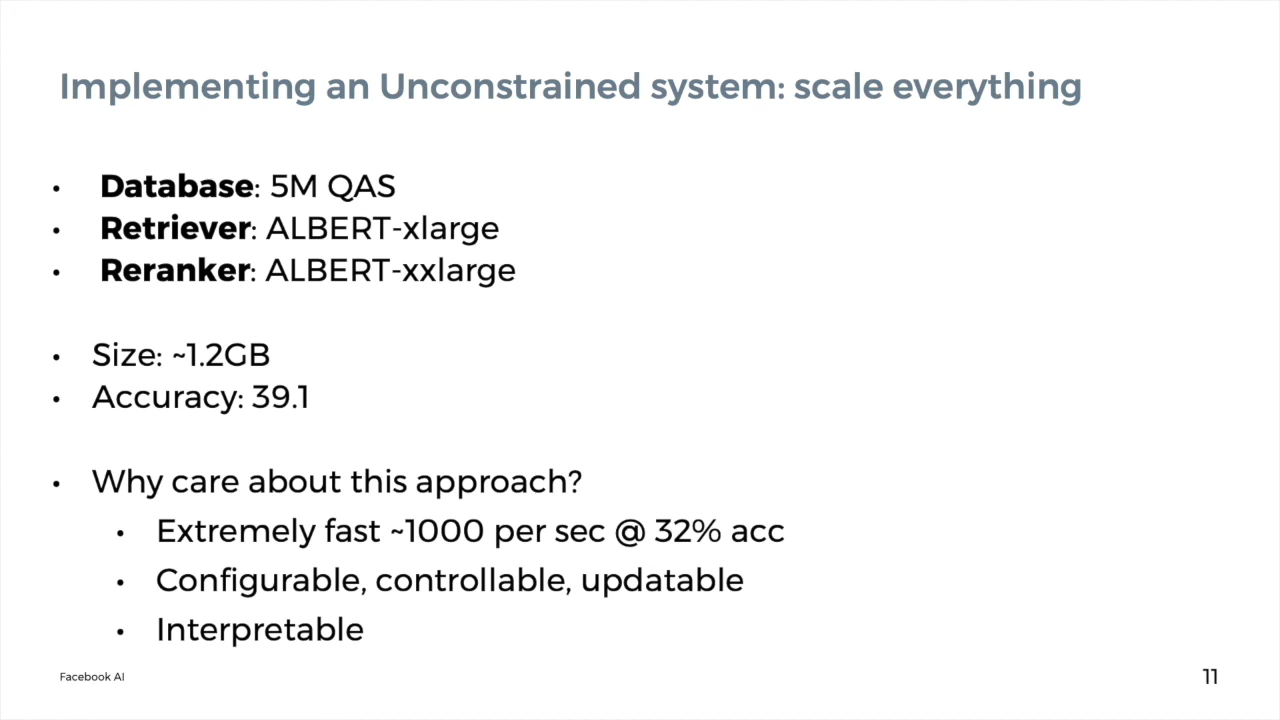 Implementing an Unconstrained system: scale everything
• Database: 5M QAS
• Retriever: ALBERT-xlarge
• Reranker: ALBERT-xxlarge
• Size: ~1.2GB
• Accuracy: 39.1
• Why care about this approach?
• Extremely fast ~1000 per sec @ 32% acc
• Configurable, controllable, updatable
• Interpretable
Facebook AI
11